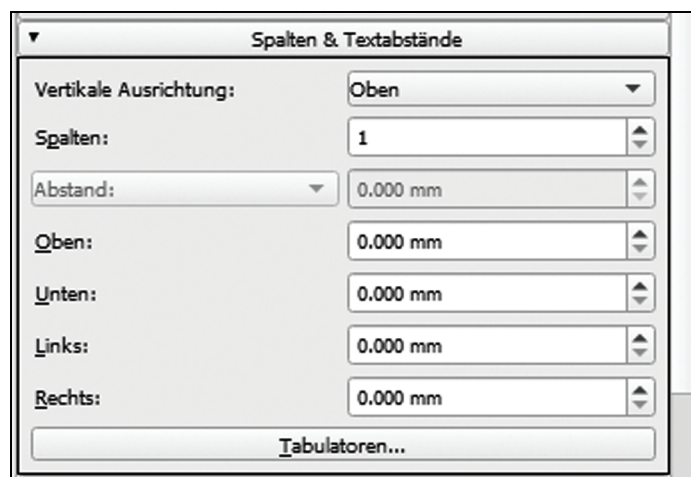 Spalten & Textabstände
Vertikale Ausrichtung: Oben
Spalten: 1
Abstand: 0.000 mm
Oben: 0.000 mm
Unten: 0.000 mm
Links: 0.000 mm
Rechts: 0.000 mm
Tabulatoren...